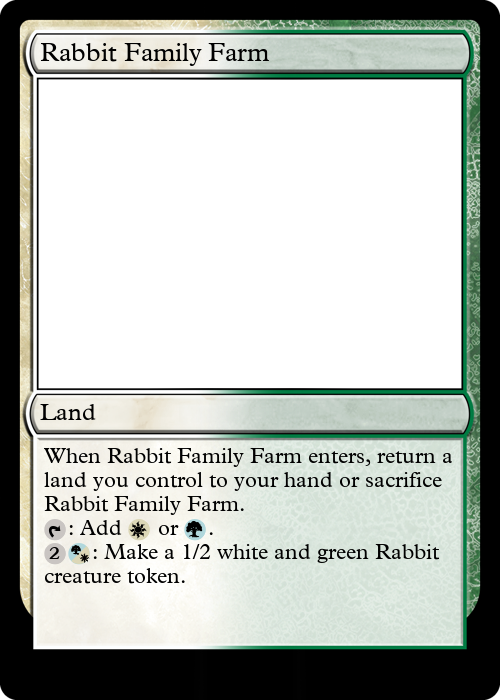 Rabbit Family Farm
Land
When Rabbit Family Farm enters, return a
land you control to your hand or sacrifice
Rabbit Family Farm.
: Add or .
2 : Make a 1/2 white and green Rabbit
creature token.